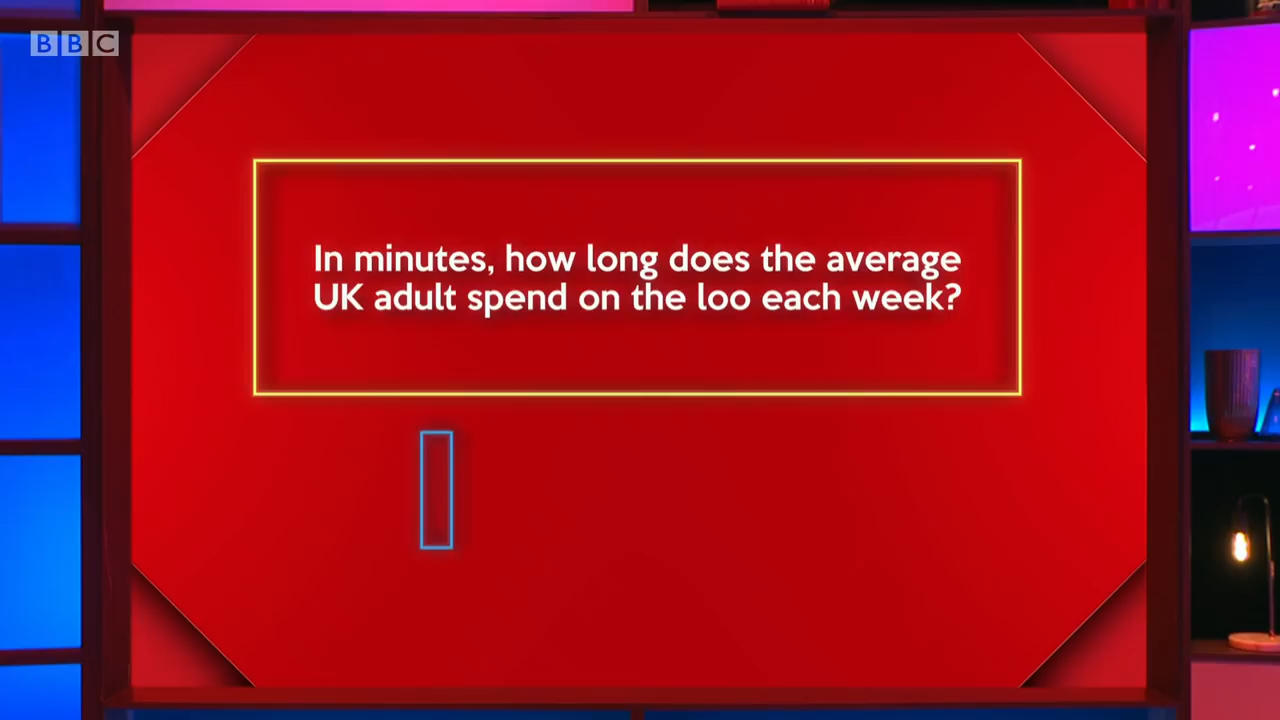 BBC
In minutes, how long does the average
UK adult spend on the loo each week?